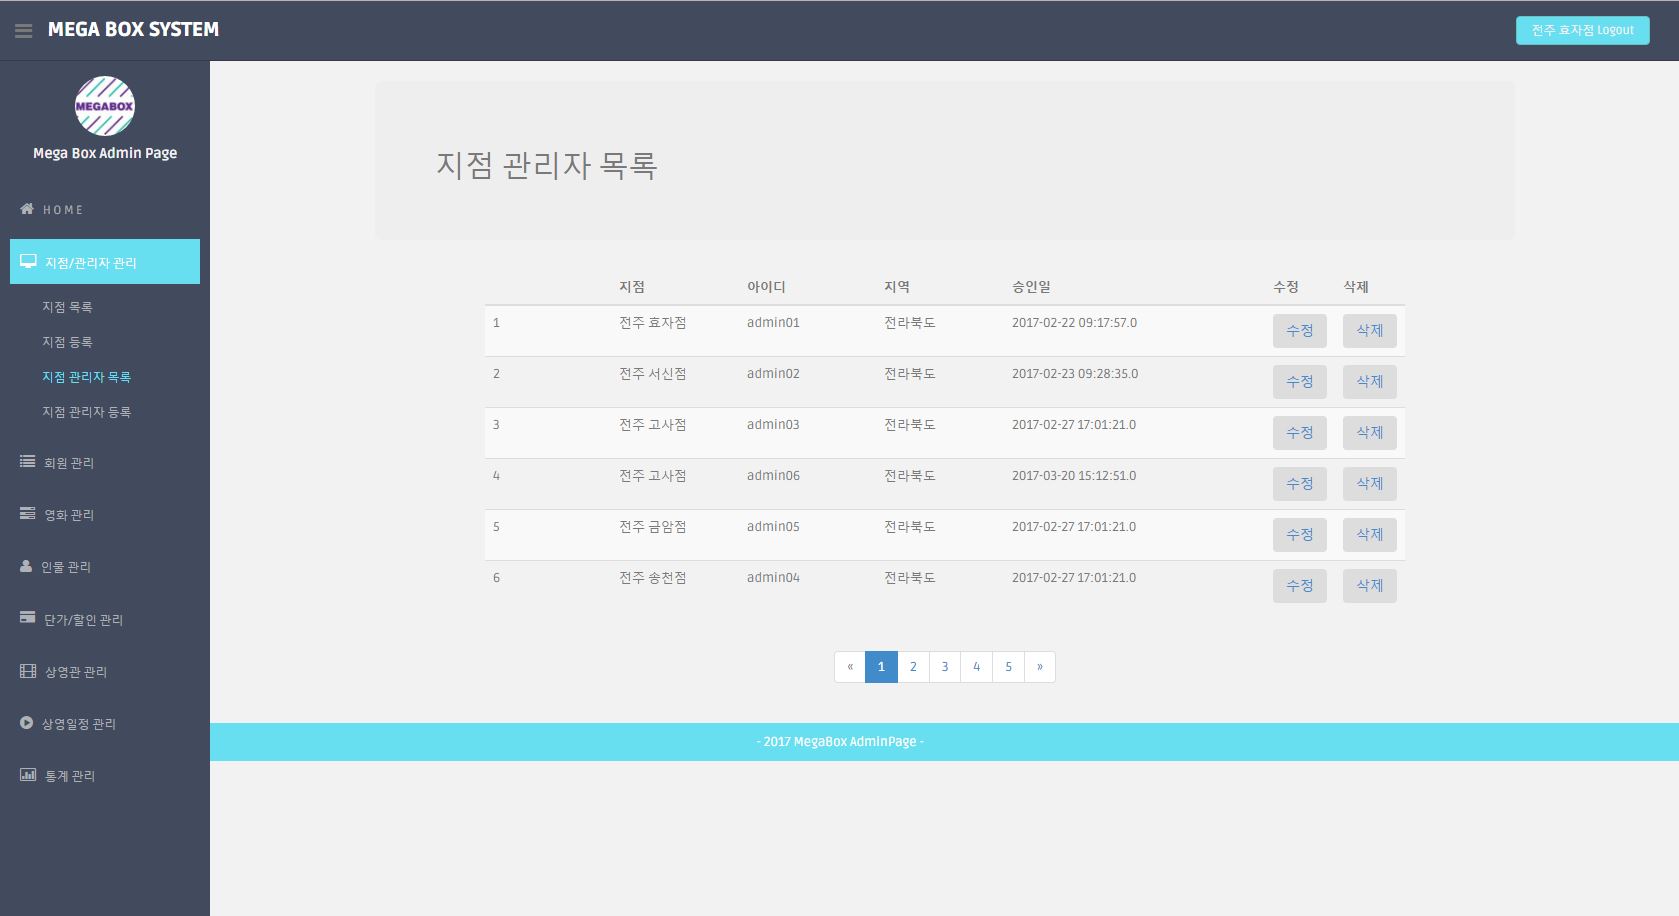 MEGA BOX SYSTEM
전주 효자점 Logout
MEGABOX
Mega Box Admin Page
HOME
지점/관리자 관리
지점 목록
지점 등록
지점 관리자 목록
지점 관리자 등록
회원 관리
영화 관리
인물 관리
단가/할인 관리
상영관 관리
상영일정 관리
통계 관리
지점 관리자 목록
지점 아이디 지역 승인일 수정 삭제
1 전주 효자점 admin01 전라북도 2017-02-22 09:17:57.0 수정 삭제
2 전주 서신점 admin02 전라북도 2017-02-23 09:28:35.0 수정 삭제
3 전주 고사점 admin03 전라북도 2017-02-27 17:01:21.0 수정 삭제
4 전주 고사점 admin06 전라북도 2017-03-20 15:12:51.0 수정 삭제
5 전주 금암점 admin05 전라북도 2017-02-27 17:01:21.0 수정 삭제
6 전주 송천점 admin04 전라북도 2017-02-27 17:01:21.0 수정 삭제
« 1 2 3 4 5 »
- 2017 MegaBox AdminPage -